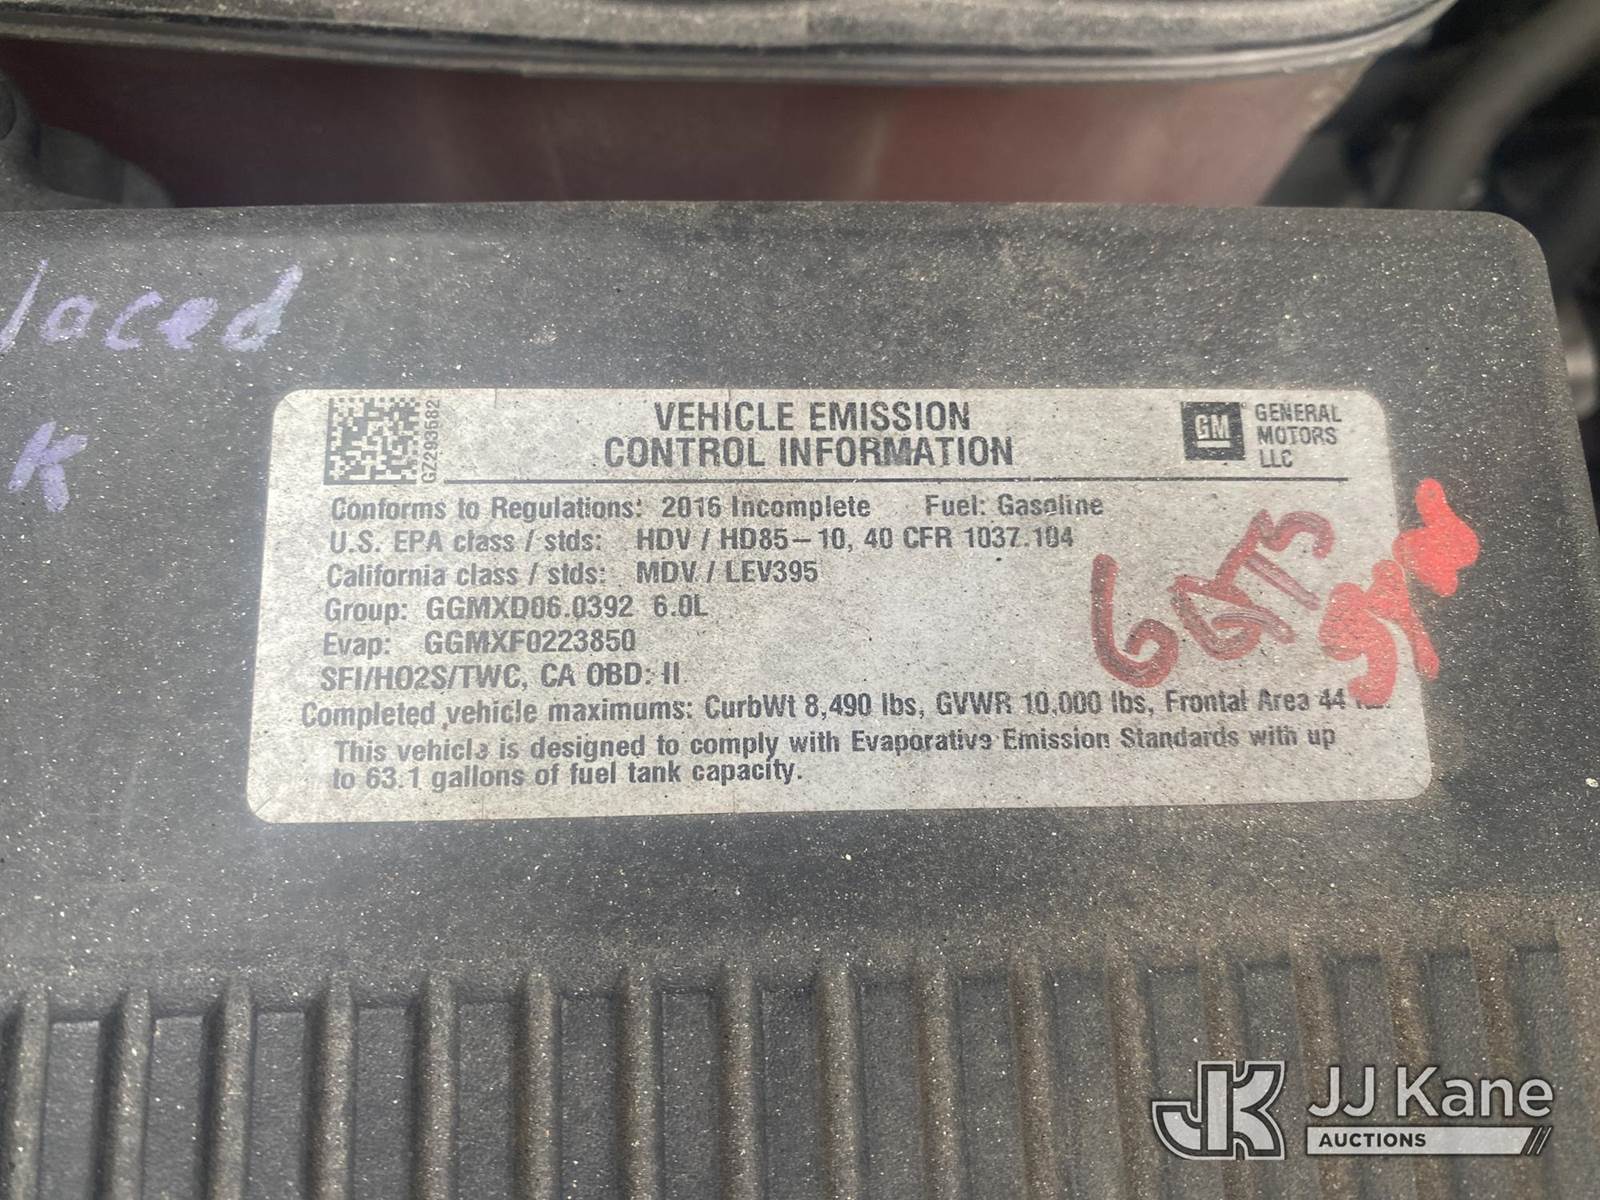 laced
k
GZ293682
VEHICLE EMISSION
CONTROL INFORMATION
GM
GENERAL
MOTORS
LLC
Conforms to Regulations: 2016 Incomplete Fuel: Gasoline
U.S. EPA class / stds: HDV / HD85-10, 40 CFR 1037.104
California class / stds: MDV / LEV395
Group: GGMXD06.0392 6.0L
Evap: GGMXF0223850
SFI/HO2S/TWC, CA OBD: II
Completed vehicle maximums: CurbWt 8,490 lbs, GVWR 10,000 lbs, Frontal Area 44
This vehicle is designed to comply with Evaporative Emission Standards with up
to 63.1 gallons of fuel tank capacity.
JK JJ Kane
AUCTIONS